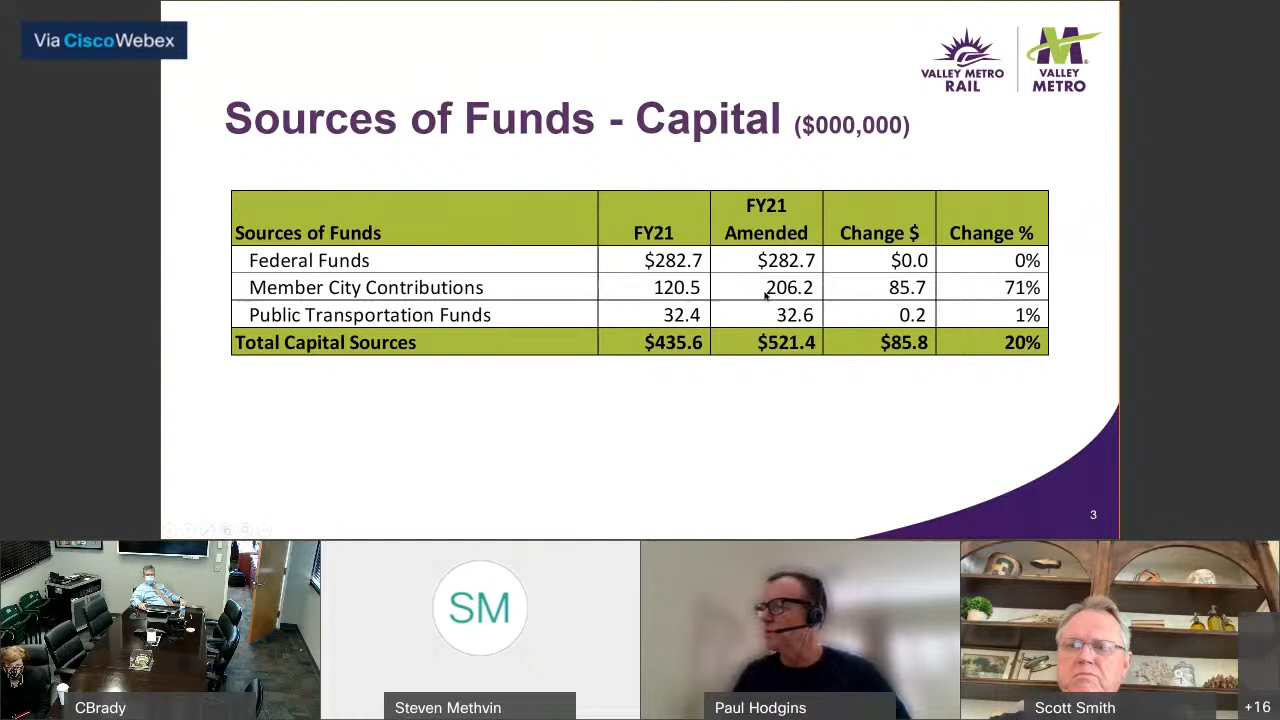 Via Cisco Webex
VALLEY METRO
RAIL
VALLEY
METRO
Sources of Funds - Capital ($000,000)
Sources of Funds FY21 FY21 Amended Change $ Change %
Federal Funds $282.7 $282.7 $0.0 0%
Member City Contributions 120.5 206.2 85.7 71%
Public Transportation Funds 32.4 32.6 0.2 1%
Total Capital Sources $435.6 $521.4 $85.8 20%
3
SM
CBrady
Steven Methvin
Paul Hodgins
Scott Smith
+16